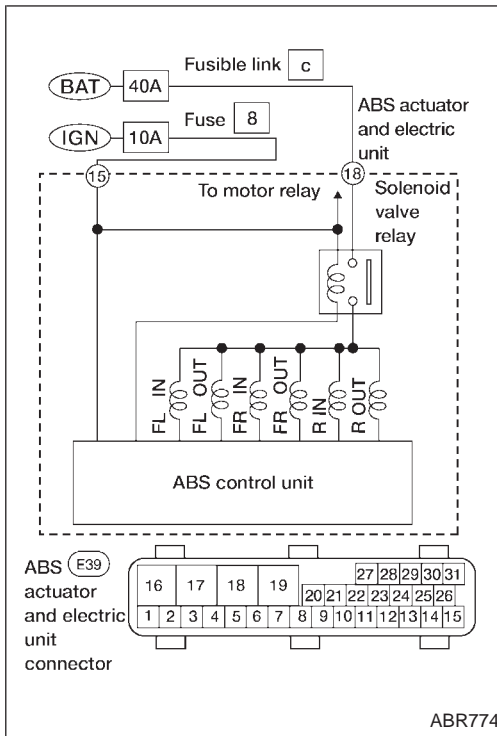 Fusible link c
BAT 40A
ABS actuator
and electric
unit
Fuse 8
IGN 10A
15
18
To motor relay
Solenoid
valve
relay
FL IN
FL OUT
FR IN
FR OUT
R IN
R OUT
ABS control unit
ABS E39
actuator
and electric
unit
connector
27 28 29 30 31
16 17 18 19
20 21 22 23 24 25 26
1 2 3 4 5 6 7 8 9 10 11 12 13 14 15
ABR774